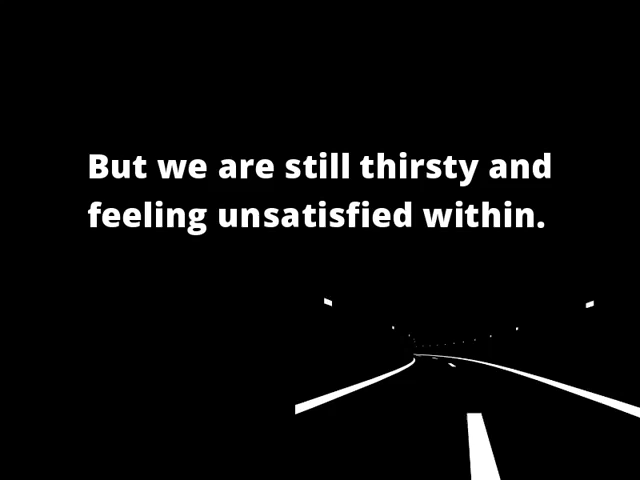 But we are still thirsty and
feeling unsatisfied within.